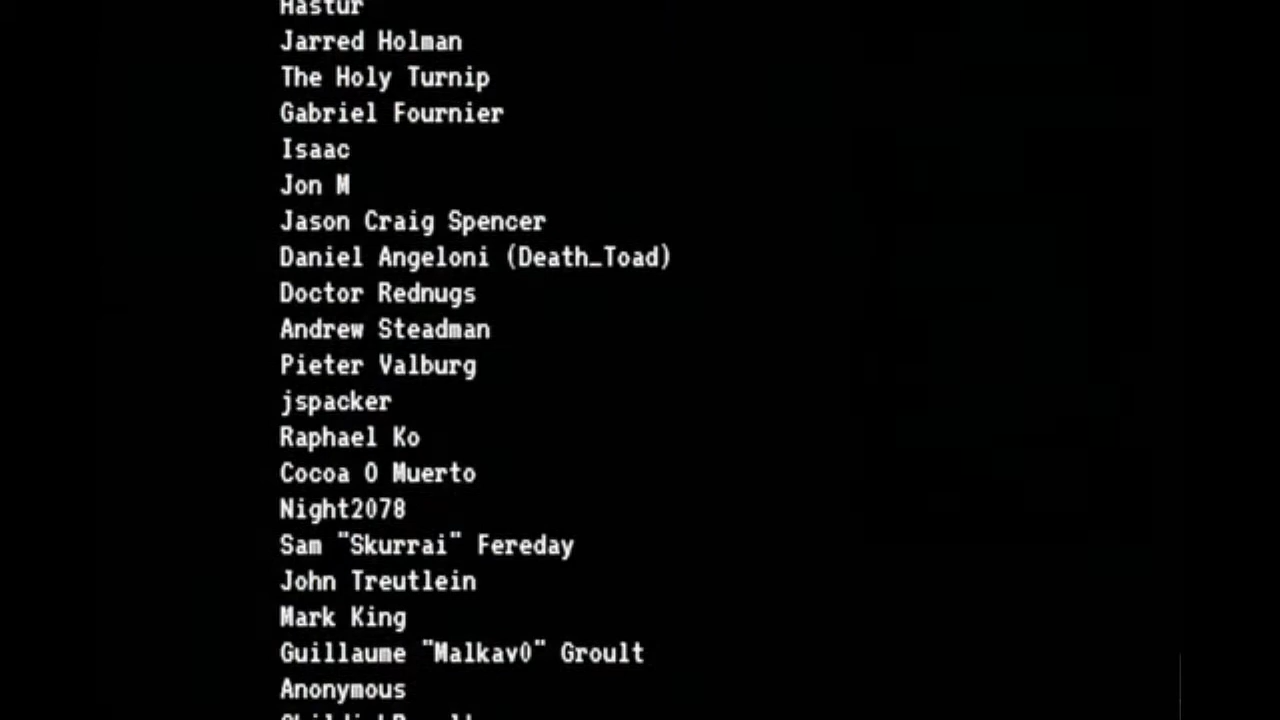 Hastur
Jarred Holman
The Holy Turnip
Gabriel Fournier
Isaac
Jon M
Jason Craig Spencer
Daniel Angeloni (Death_Toad)
Doctor Rednugs
Andrew Steadman
Pieter Valburg
jspacker
Raphael Ko
Cocoa O Muerto
Night2078
Sam "Skurrai" Fereday
John Treutlein
Mark King
Guillaume "Malkav0" Groult
Anonymous